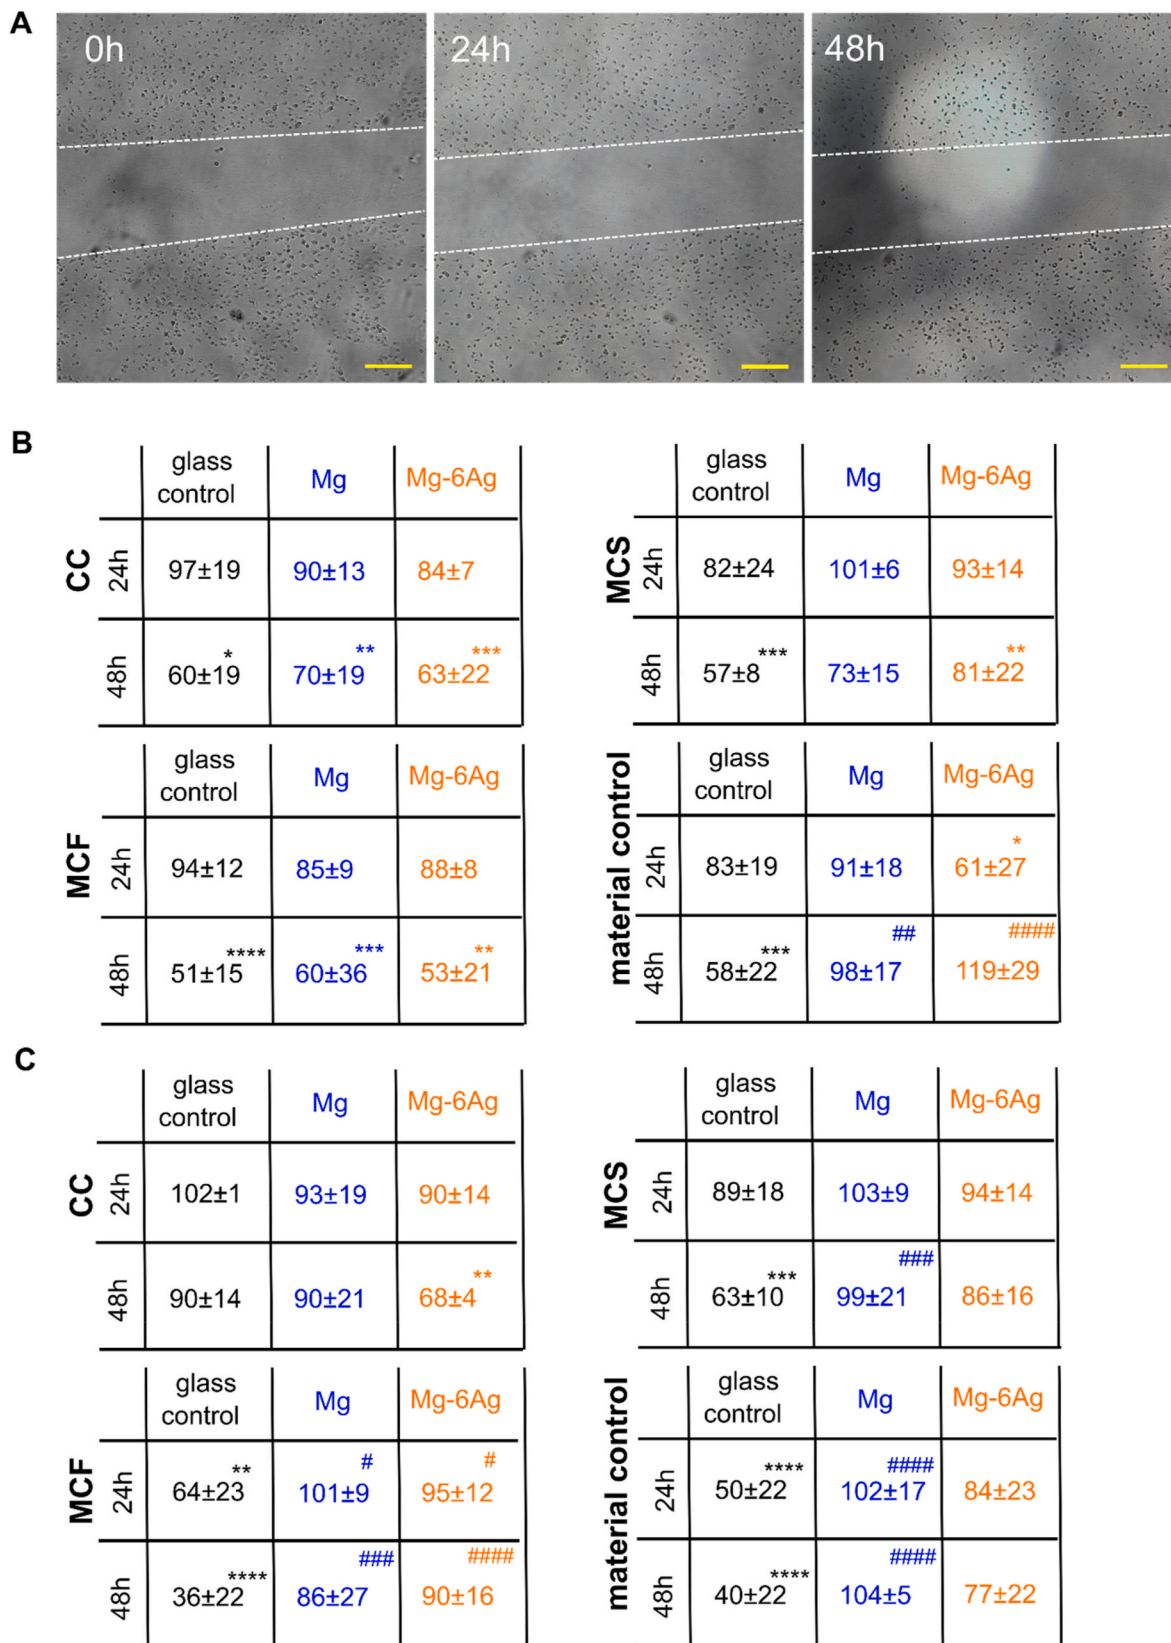 A
0h
24h
48h
B
CC
glass
control
Mg
Mg-6Ag
24h
97±19
90±13
84±7
48h
60±19*
70±19**
63±22***
MCS
glass
control
Mg
Mg-6Ag
24h
82±24
101±6
93±14
48h
57±8***
73±15
81±22**
MCF
glass
control
Mg
Mg-6Ag
24h
94±12
85±9
88±8
48h
51±15****
60±36***
53±21**
material control
glass
control
Mg
Mg-6Ag
24h
83±19
91±18
*
61±27
48h
58±22***
##
98±17
####
119±29
C
CC
glass
control
Mg
Mg-6Ag
24h
102±1
93±19
90±14
48h
90±14
90±21
68±4**
MCS
glass
control
Mg
Mg-6Ag
24h
89±18
103±9
94±14
48h
63±10***
###
99±21
86±16
MCF
glass
control
Mg
Mg-6Ag
24h
64±23**
#
101±9
#
95±12
48h
36±22****
###
86±27
####
90±16
material control
glass
control
Mg
Mg-6Ag
24h
50±22****
####
102±17
84±23
48h
40±22****
####
104±5
77±22